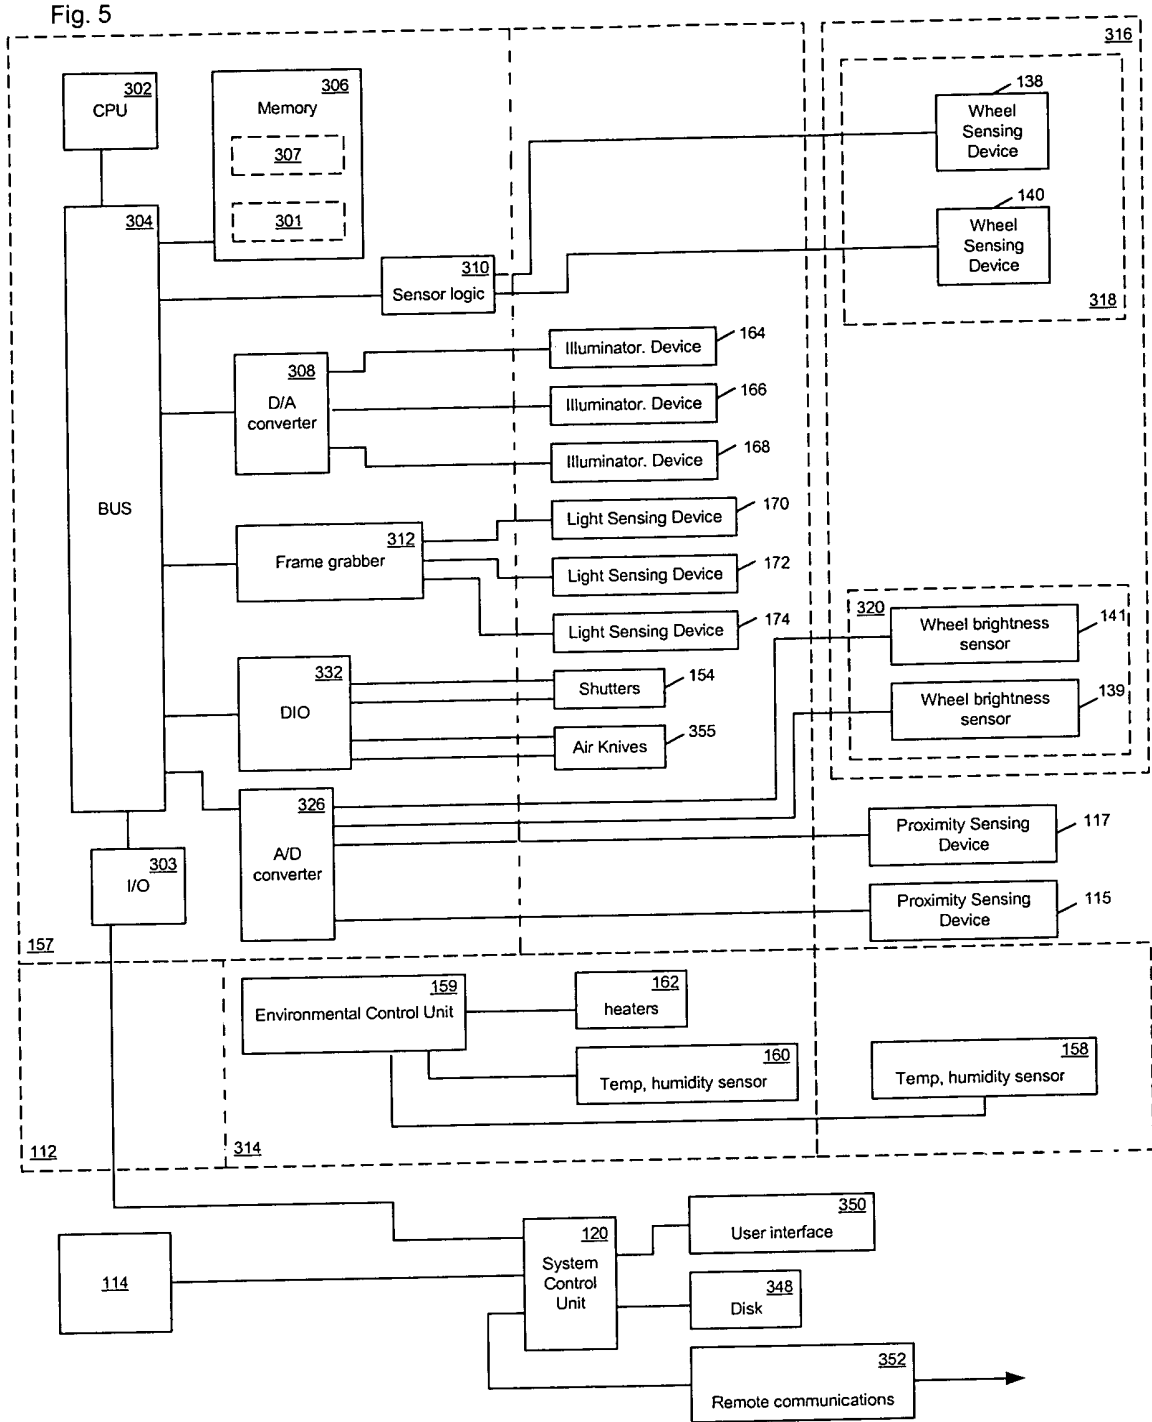 Fig. 5
316
302
CPU
306
Memory
307
301
138
Wheel
Sensing
Device
304
BUS
140
Wheel
Sensing
Device
310
Sensor logic
318
308
D/A
converter
Illuminator. Device
164
Illuminator. Device
166
Illuminator. Device
168
312
Frame grabber
Light Sensing Device
170
Light Sensing Device
172
Light Sensing Device
174
320
Wheel brightness
sensor
141
Wheel brightness
sensor
139
332
DIO
Shutters
154
Air Knives
355
326
A/D
converter
Proximity Sensing
Device
117
Proximity Sensing
Device
115
303
I/O
157
159
Environmental Control Unit
162
heaters
160
Temp, humidity sensor
158
Temp, humidity sensor
112
314
114
120
System
Control
Unit
350
User interface
348
Disk
352
Remote communications